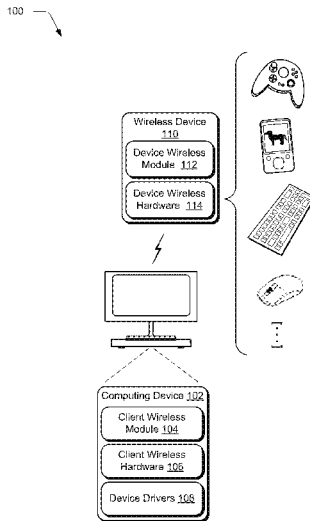 100
Wireless Device
110
Device Wireless
Module 112
Device Wireless
Hardware 114
Computing Device 102
Client Wireless
Module 104
Client Wireless
Hardware 106
Device Drivers 108